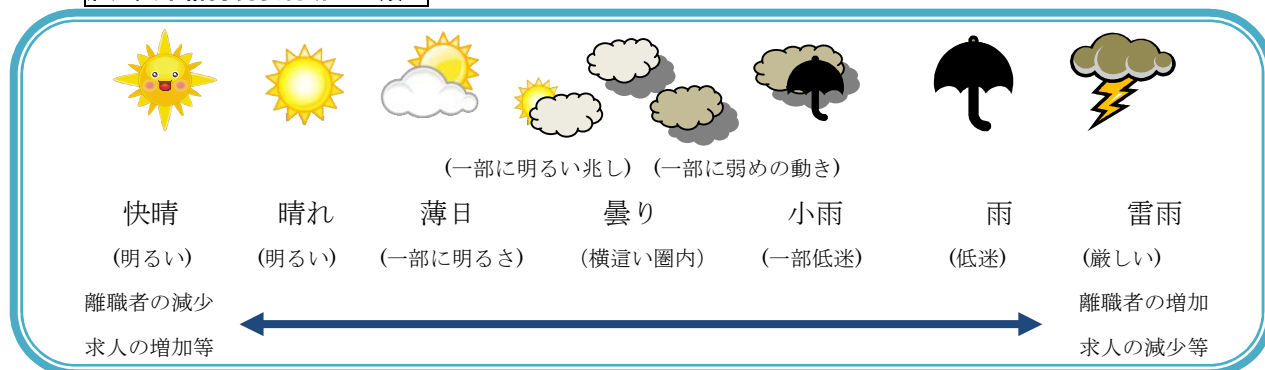 (一部に明るい兆し) (一部に弱めの動き)
快晴 晴れ 薄日 曇り 小雨 雨 雷雨
(明るい) (明るい) (一部に明るさ) （横這い圏内） (一部低迷) (低迷) (厳しい)
離職者の減少 離職者の増加
求人の増加等 求人の減少等